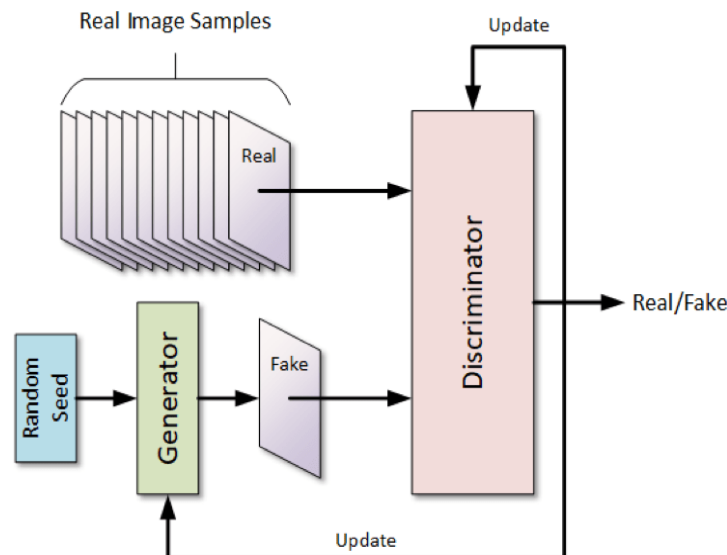 Real Image Samples
Update
Real
Discriminator
Real/Fake
Random
Seed
Generator
Fake
Update